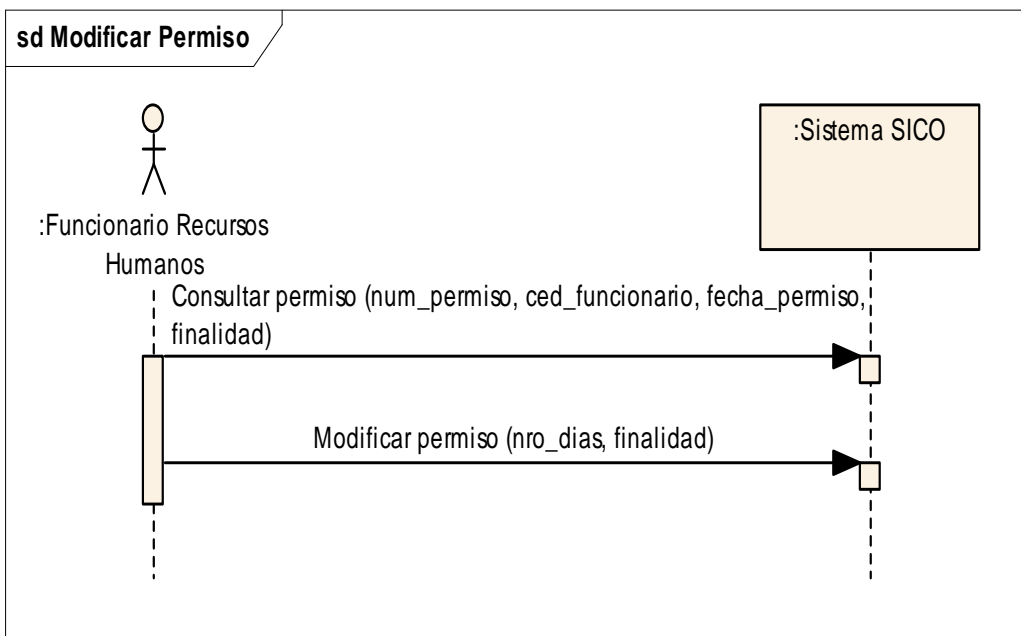 sd Modificar Permiso
:Sistema SICO
:Funcionario Recursos
Humanos
Consultar permiso (num_permiso, ced_funcionario, fecha_permiso,
finalidad)
Modificar permiso (nro_dias, finalidad)